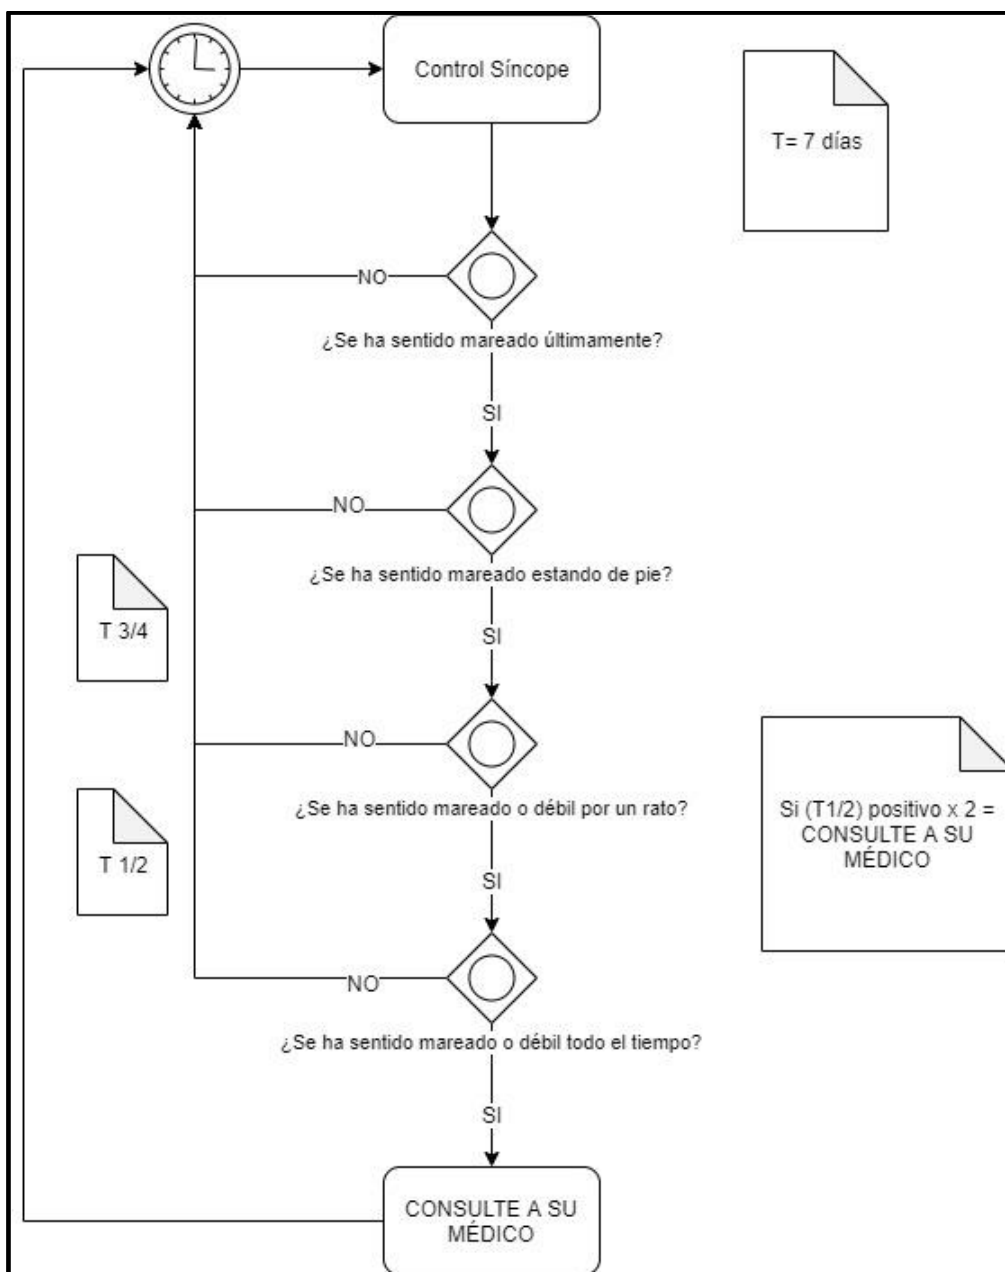 Control Síncope
T= 7 días
NO
¿Se ha sentido mareado últimamente?
SI
NO
¿Se ha sentido mareado estando de pie?
T 3/4
SI
NO
¿Se ha sentido mareado o débil por un rato?
Si (T1/2) positivo x 2 =
CONSULTE A SU
MÉDICO
T 1/2
SI
NO
¿Se ha sentido mareado o débil todo el tiempo?
SI
CONSULTE A SU
MÉDICO